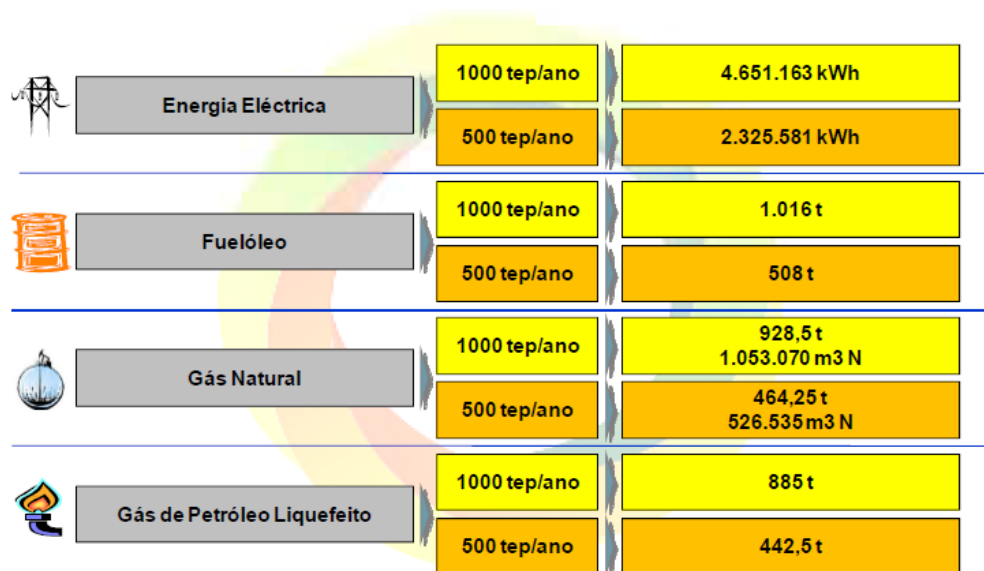 1000 tep/ano
4.651.163 kWh
Energia Eléctrica
500 tep/ano
2.325.581 kWh
1000 tep/ano
1.016 t
Fuelóleo
500 tep/ano
508 t
1000 tep/ano
928,5 t
1.053.070 m3 N
Gás Natural
500 tep/ano
464,25 t
526.535 m3 N
1000 tep/ano
885 t
Gás de Petróleo Liquefeito
500 tep/ano
442,5 t